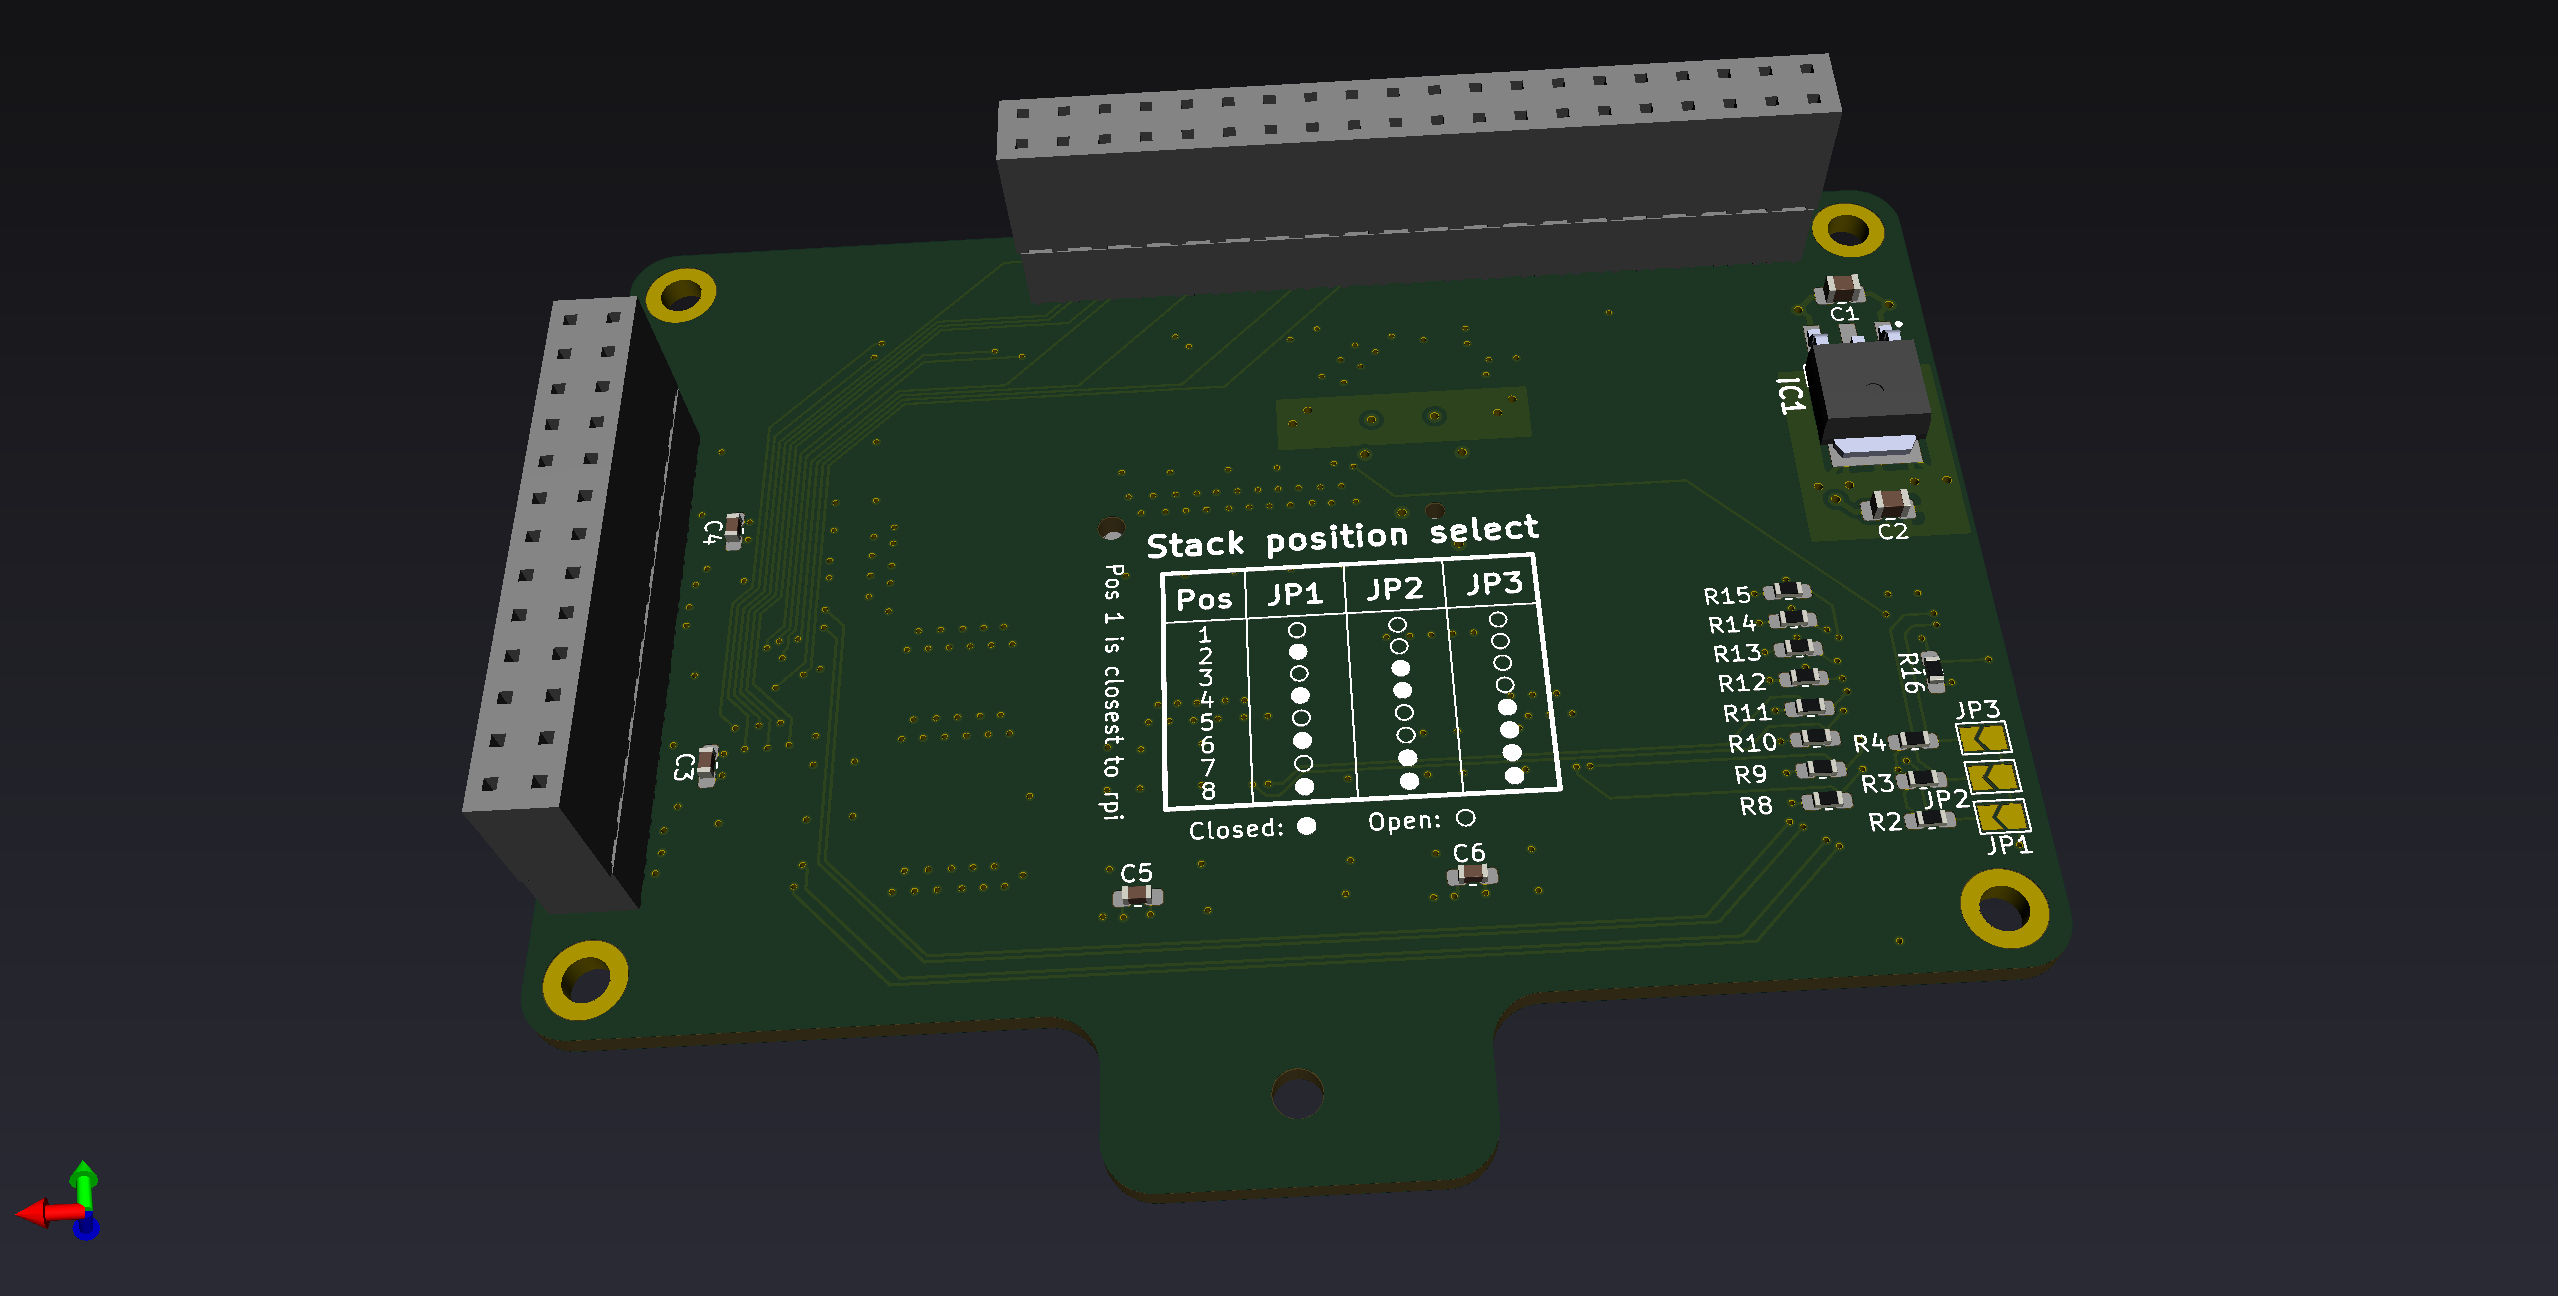 C1
IC1
C2
C4
Stack position select
Pos 1 is closest to rpi
Pos JP1 JP2 JP3
1 ○ ○ ○
2 ● ○ ○
3 ○ ● ○
4 ● ● ○
5 ○ ○ ●
6 ● ○ ●
7 ○ ● ●
8 ● ● ●
Closed: ● Open: ○
R15
R14
R13
R12
R11
R10
R9
R8
R16
JP3
R4
R3
JP2
R2
JP1
C3
C5
C6